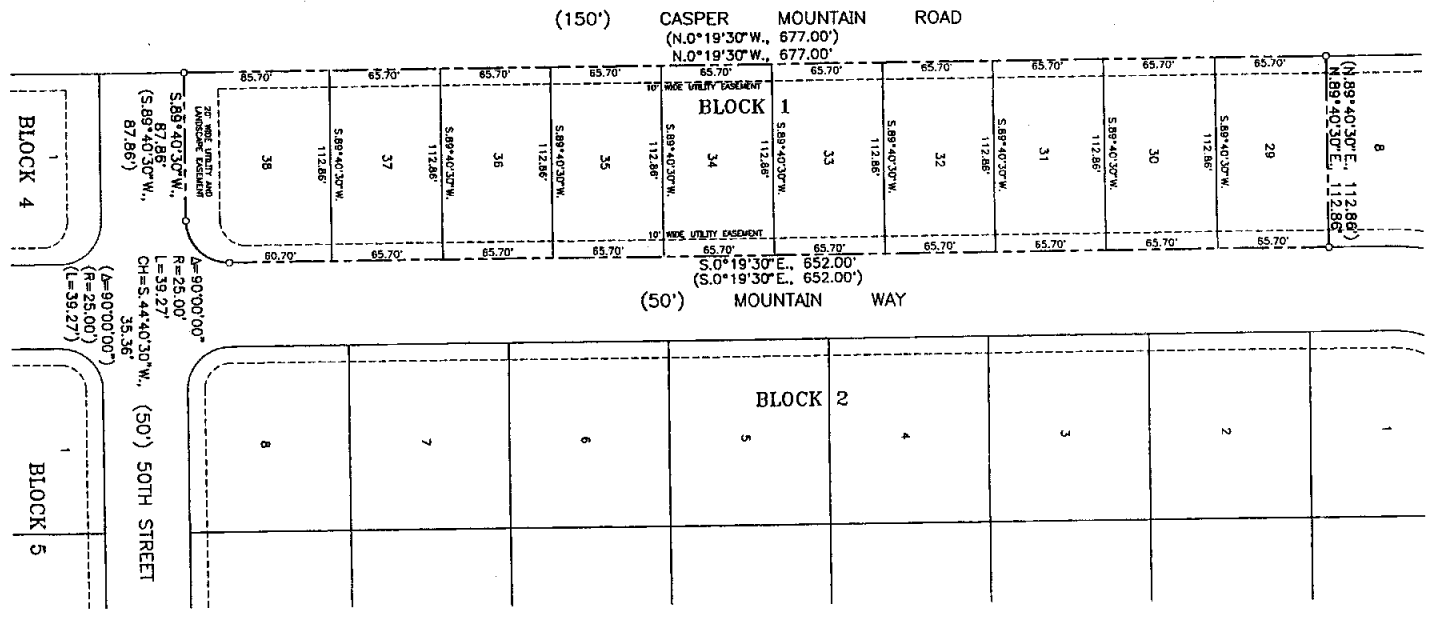 (150') CASPER MOUNTAIN ROAD
(N.0°19'30"W., 677.00')
N.0°19'30"W., 677.00'
85.70' 65.70' 65.70' 65.70' 65.70' 65.70' 65.70' 65.70' 65.70' 65.70'
10' WIDE UTILITY EASEMENT
BLOCK 1
BLOCK 4
1
(S.89°40'30"W.,
87.86')
S.89°40'30"W.,
87.86'
20' WIDE UTILITY AND
LANDSCAPE EASEMENT
38
S.89°40'30"W.
112.86'
37
S.89°40'30"W.
112.86'
36
S.89°40'30"W.
112.86'
35
S.89°40'30"W.
112.86'
34
S.89°40'30"W.
112.86'
33
S.89°40'30"W.
112.86'
32
S.89°40'30"W.
112.86'
31
S.89°40'30"W.
112.86'
30
S.89°40'30"W.
112.86'
29
(N.89°40'30"E., 112.86')
N.89°40'30"E., 112.86'
8
10' WIDE UTILITY EASEMENT
60.70' 65.70' 65.70' 65.70' 65.70' 65.70' 65.70' 65.70' 65.70' 65.70'
S.0°19'30"E., 652.00'
(S.0°19'30"E., 652.00')
(50') MOUNTAIN WAY
Δ=90°00'00"
R=25.00'
L=39.27'
CH=S.44°40'30"W.,
35.36'
(Δ=90°00'00")
(R=25.00')
(L=39.27')
(50') 50TH STREET
BLOCK 2
8 7 6 5 4 3 2 1
1
BLOCK 5